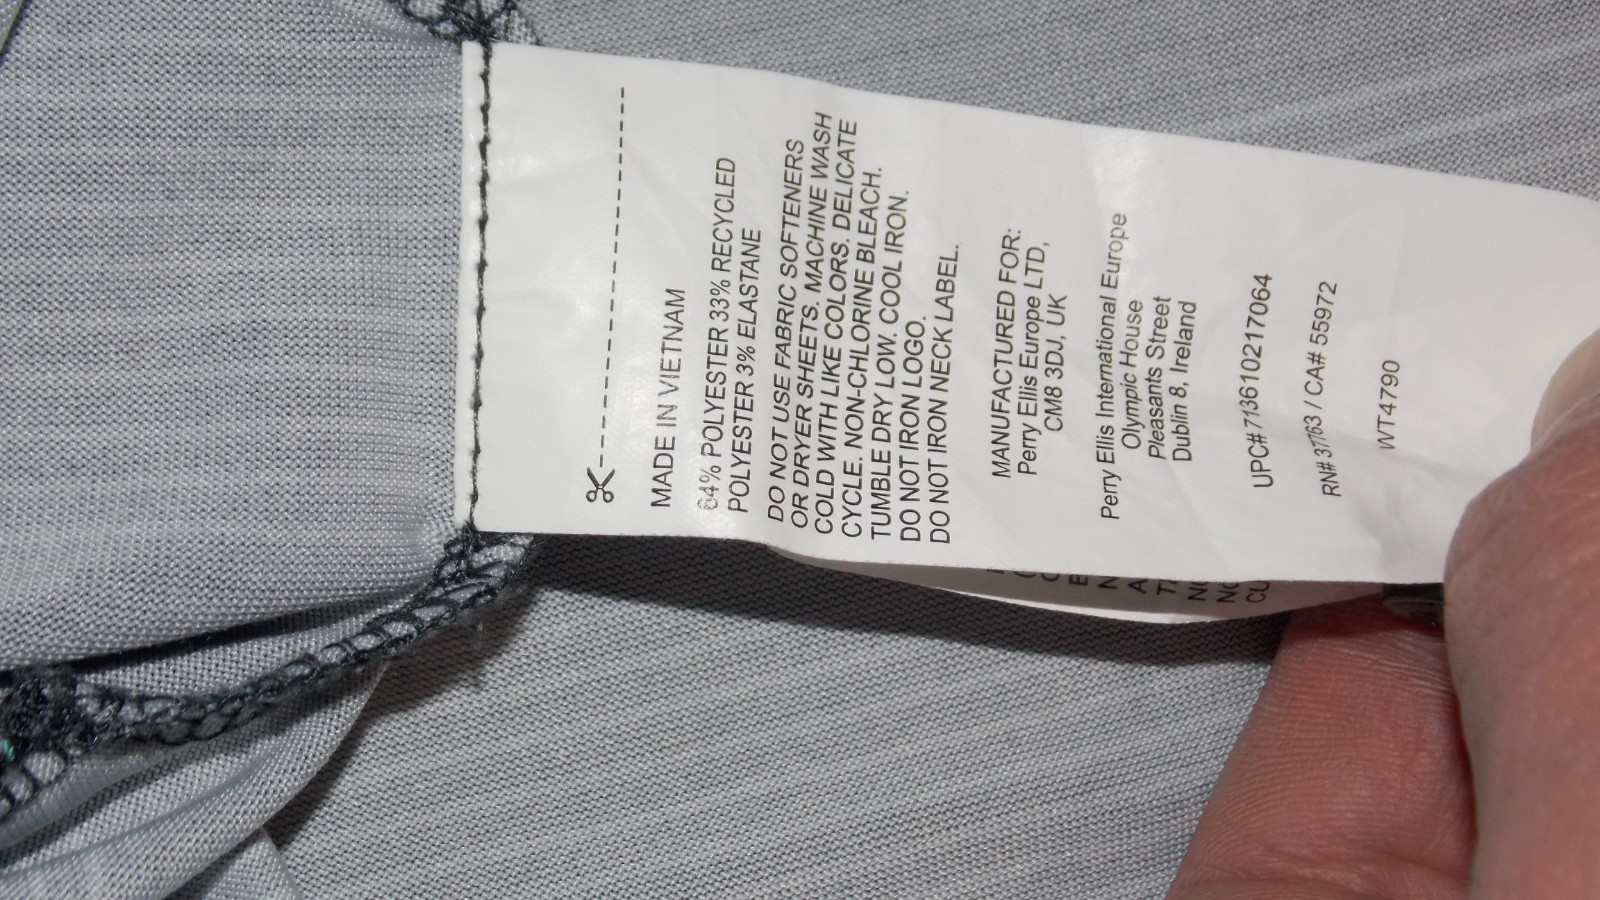 MADE IN VIETNAM
64% POLYESTER 33% RECYCLED
POLYESTER 3% ELASTANE
DO NOT USE FABRIC SOFTENERS
OR DRYER SHEETS. MACHINE WASH
COLD WITH LIKE COLORS. DELICATE
CYCLE. NON-CHLORINE BLEACH.
TUMBLE DRY LOW. COOL IRON.
DO NOT IRON LOGO.
DO NOT IRON NECK LABEL.
MANUFACTURED FOR:
Perry Ellis Europe LTD,
CM8 3DJ, UK
Perry Ellis International Europe
Olympic House
Pleasants Street
Dublin 8, Ireland
UPC#713610217064
RN# 37763 / CA# 55972
WT4790